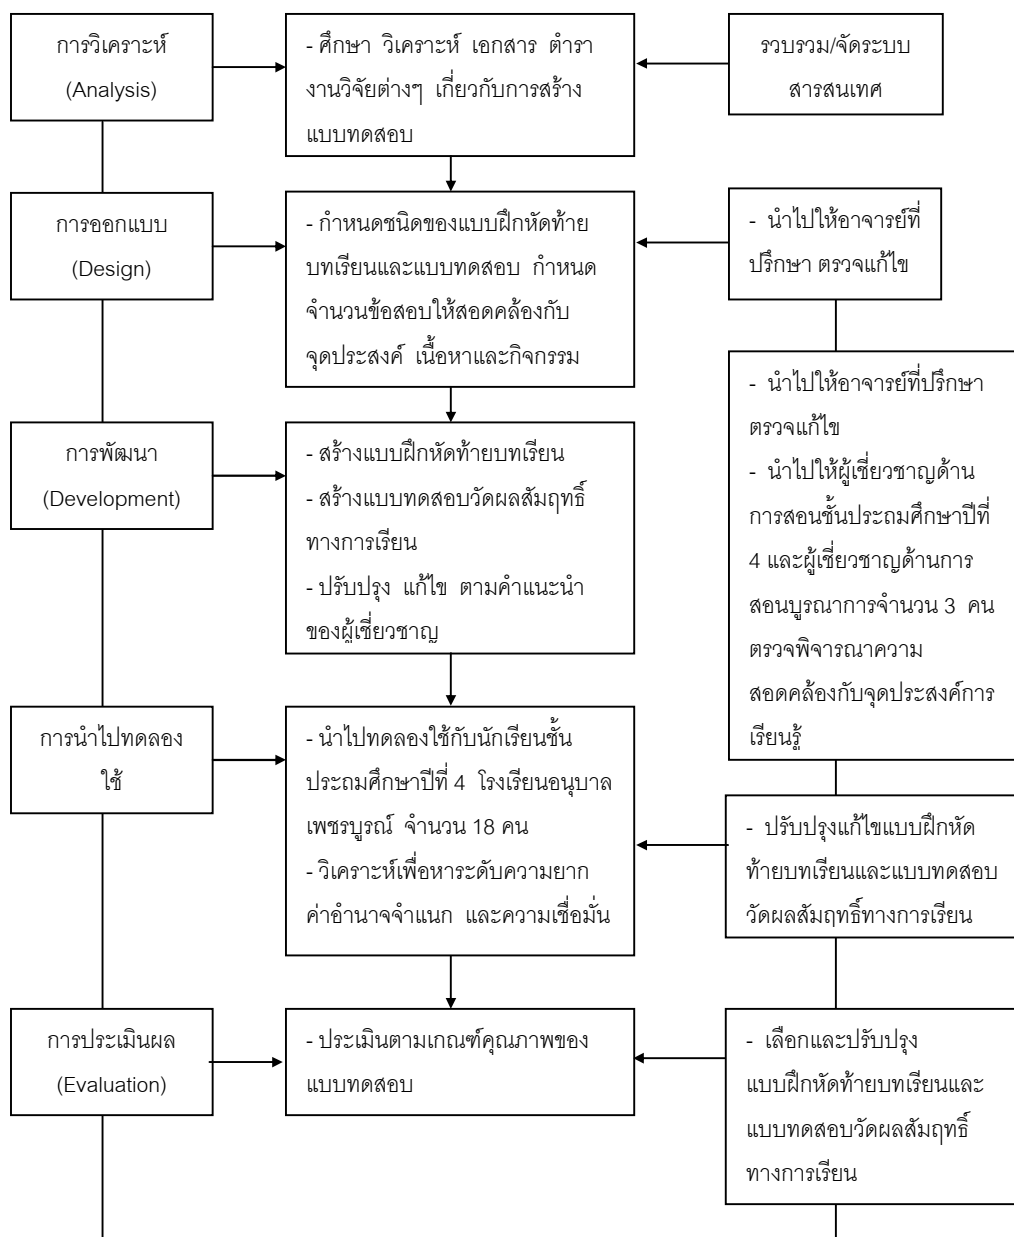 การวิเคราะห์
(Analysis)
- ศึกษา วิเคราะห์ เอกสาร ตำรา
งานวิจัยต่างๆ เกี่ยวกับการสร้าง
แบบทดสอบ
รวบรวม/จัดระบบ
สารสนเทศ
การออกแบบ
(Design)
- กำหนดชนิดของแบบฝึกหัดท้าย
บทเรียนและแบบทดสอบ กำหนด
จำนวนข้อสอบให้สอดคล้องกับ
จุดประสงค์ เนื้อหาและกิจกรรม
- นำไปให้อาจารย์ที่
ปรึกษา ตรวจแก้ไข
การพัฒนา
(Development)
- สร้างแบบฝึกหัดท้ายบทเรียน
- สร้างแบบทดสอบวัดผลสัมฤทธิ์
ทางการเรียน
- ปรับปรุง แก้ไข ตามคำแนะนำ
ของผู้เชี่ยวชาญ
- นำไปให้อาจารย์ที่ปรึกษา
ตรวจแก้ไข
- นำไปให้ผู้เชี่ยวชาญด้าน
การสอนชั้นประถมศึกษาปีที่
4 และผู้เชี่ยวชาญด้านการ
สอนบูรณาการจำนวน 3 คน
ตรวจพิจารณาความ
สอดคล้องกับจุดประสงค์การ
เรียนรู้
การนำไปทดลอง
ใช้
- นำไปทดลองใช้กับนักเรียนชั้น
ประถมศึกษาปีที่ 4 โรงเรียนอนุบาล
เพชรบูรณ์ จำนวน 18 คน
- วิเคราะห์เพื่อหาระดับความยาก
ค่าอำนาจจำแนก และความเชื่อมั่น
- ปรับปรุงแก้ไขแบบฝึกหัด
ท้ายบทเรียนและแบบทดสอบ
วัดผลสัมฤทธิ์ทางการเรียน
การประเมินผล
(Evaluation)
- ประเมินตามเกณฑ์คุณภาพของ
แบบทดสอบ
- เลือกและปรับปรุง
แบบฝึกหัดท้ายบทเรียนและ
แบบทดสอบวัดผลสัมฤทธิ์
ทางการเรียน